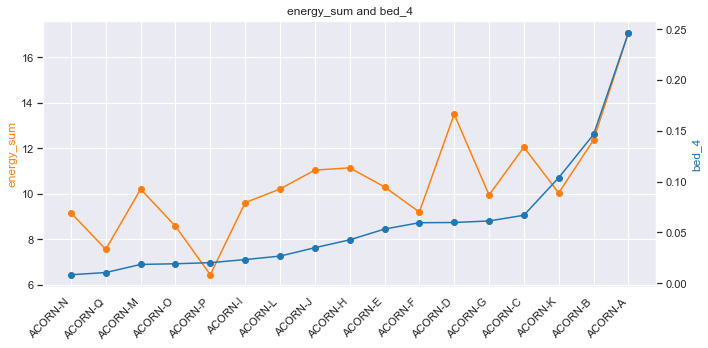 energy_sum and bed_4
energy_sum
16
14
12
10
8
6
0.25
0.20
0.15
0.10
0.05
0.00
bed_4
ACORN-N
ACORN-Q
ACORN-M
ACORN-O
ACORN-P
ACORN-I
ACORN-L
ACORN-J
ACORN-H
ACORN-E
ACORN-F
ACORN-D
ACORN-G
ACORN-C
ACORN-K
ACORN-B
ACORN-A